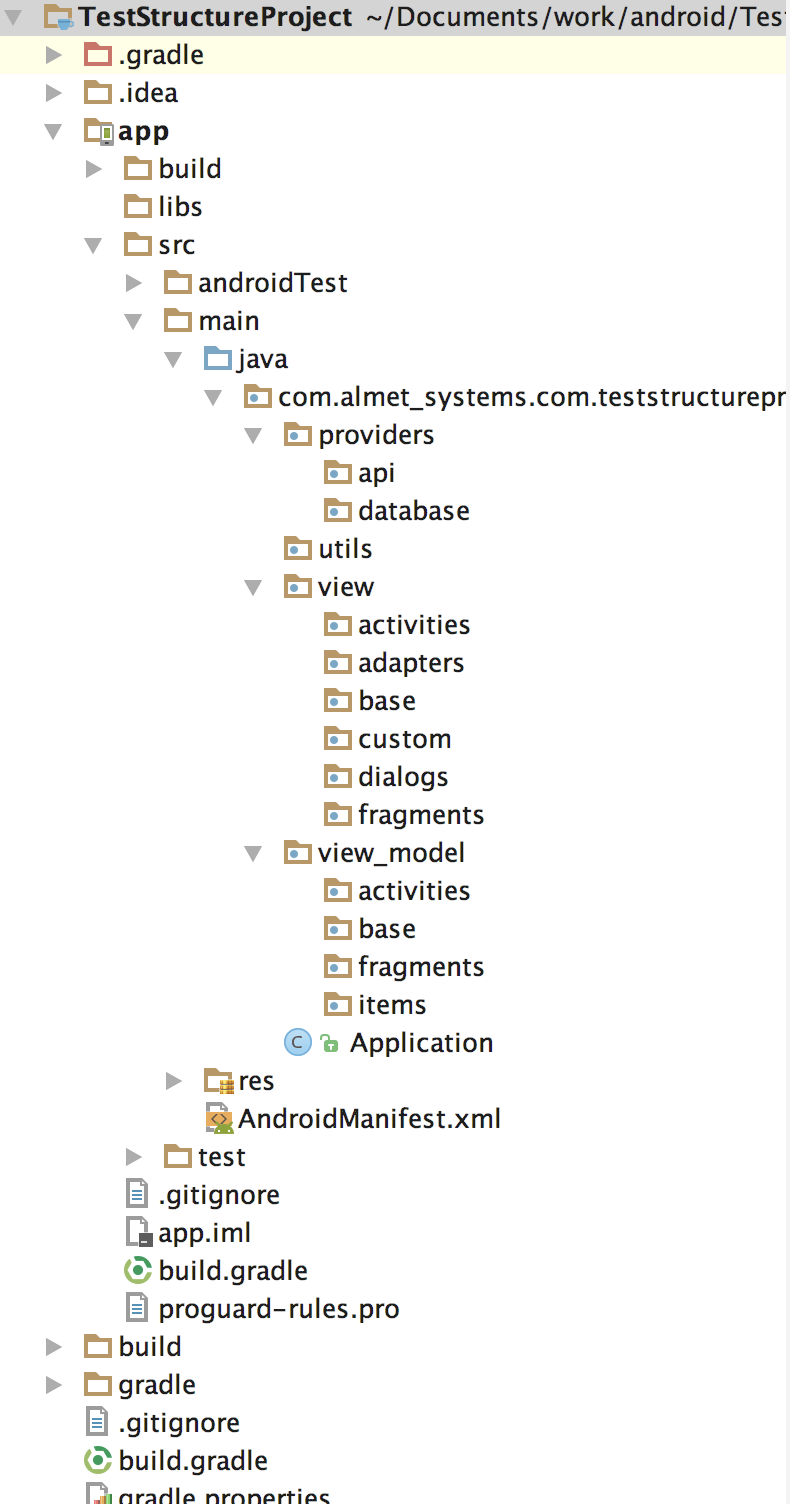 TestStructureProject ~/Documents/work/android/Tes
.gradle
.idea
app
build
libs
src
androidTest
main
java
com.almet_systems.com.teststructurepr
providers
api
database
utils
view
activities
adapters
base
custom
dialogs
fragments
view_model
activities
base
fragments
items
C Application
res
AndroidManifest.xml
test
.gitignore
app.iml
build.gradle
proguard-rules.pro
build
gradle
.gitignore
build.gradle
gradle.properties